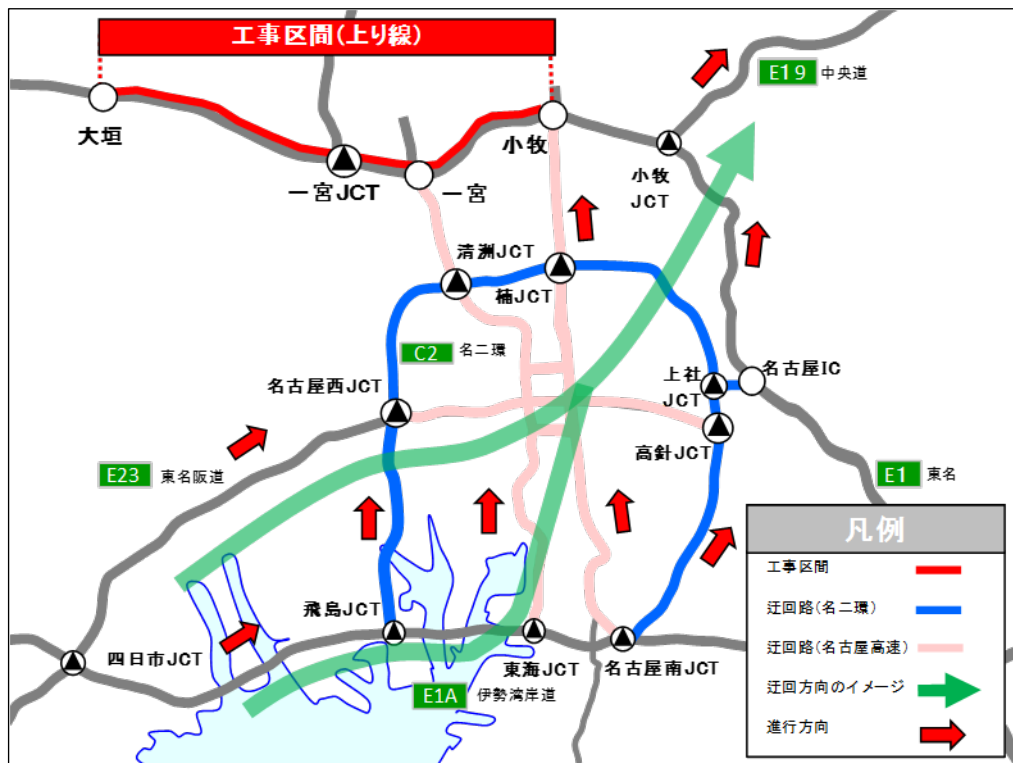 工事区間(上り線)
E19 中央道
大垣
小牧
一宮JCT
一宮
小牧
JCT
清洲JCT
楠JCT
C2 名二環
名古屋西JCT
上社
JCT
名古屋IC
高針JCT
E23 東名阪道
E1 東名
飛島JCT
四日市JCT
東海JCT
名古屋南JCT
E1A 伊勢湾岸道
凡例
工事区間
迂回路(名二環)
迂回路(名古屋高速)
迂回方向のイメージ
進行方向